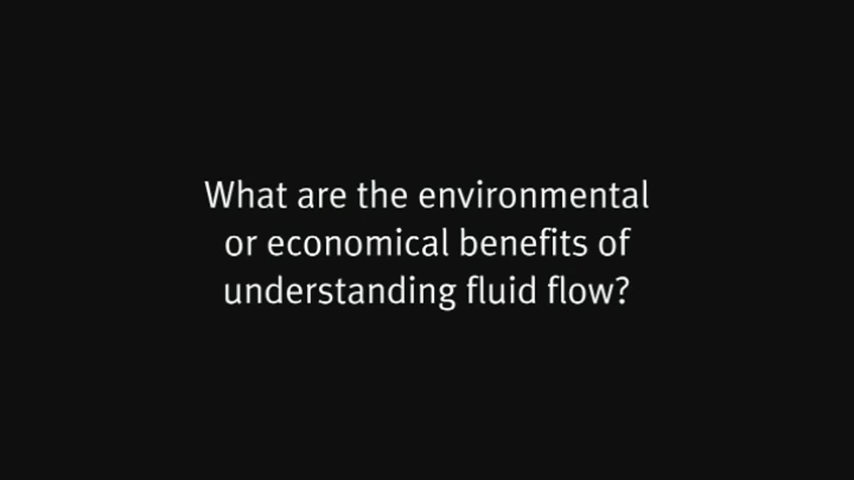 What are the environmental
or economical benefits of
understanding fluid flow?